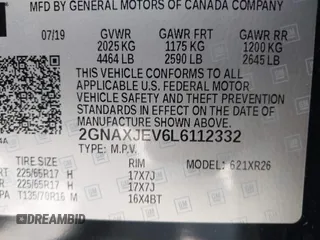 MFD BY GENERAL MOTORS OF CANADA COMPANY
07/19 GVWR GAWR FRT GAWR RR
2025 KG 1175 KG 1200 KG
4464 LB 2590 LB 2645 LB
THIS VEHICLE CONFORMS TO ALL
APPLICABLE U.S. FEDERAL MOTOR
VEHICLE SAFETY, BUMPER, AND THEFT
PREVENTION STANDARDS IN EFFECT ON THE
DATE OF MANUFACTURE SHOWN ABOVE.
2GNAXJEV6L6112332
TYPE: M.P.V. MODEL: 621XR26
RIM
225/65R17 H 17X7J
225/65R17 H 17X7J
T135/70R16 M 16X4BT
BIDHISTORY